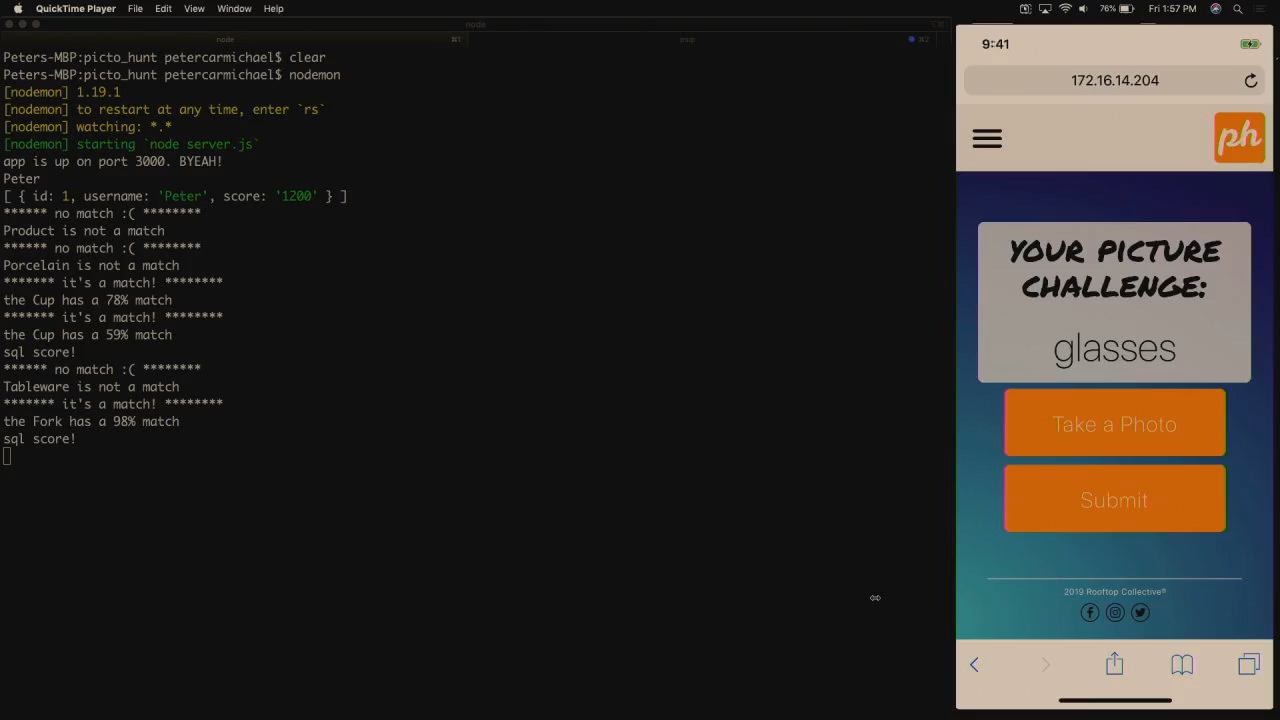 QuickTime Player File Edit View Window Help
76% Fri 1:57 PM
node
node ⌘1
psql ⌘2
Peters-MBP:picto_hunt petercarmichael$ clear
Peters-MBP:picto_hunt petercarmichael$ nodemon
[nodemon] 1.19.1
[nodemon] to restart at any time, enter `rs`
[nodemon] watching: *.*
[nodemon] starting `node server.js`
app is up on port 3000. BYEAH!
Peter
[ { id: 1, username: 'Peter', score: '1200' } ]
****** no match :( ********
Product is not a match
****** no match :( ********
Porcelain is not a match
******* it's a match! ********
the Cup has a 78% match
******* it's a match! ********
the Cup has a 59% match
sql score!
****** no match :( ********
Tableware is not a match
******* it's a match! ********
the Fork has a 98% match
sql score!
9:41
172.16.14.204
ph
YOUR PICTURE
CHALLENGE:
glasses
Take a Photo
Submit
2019 Rooftop Collective®